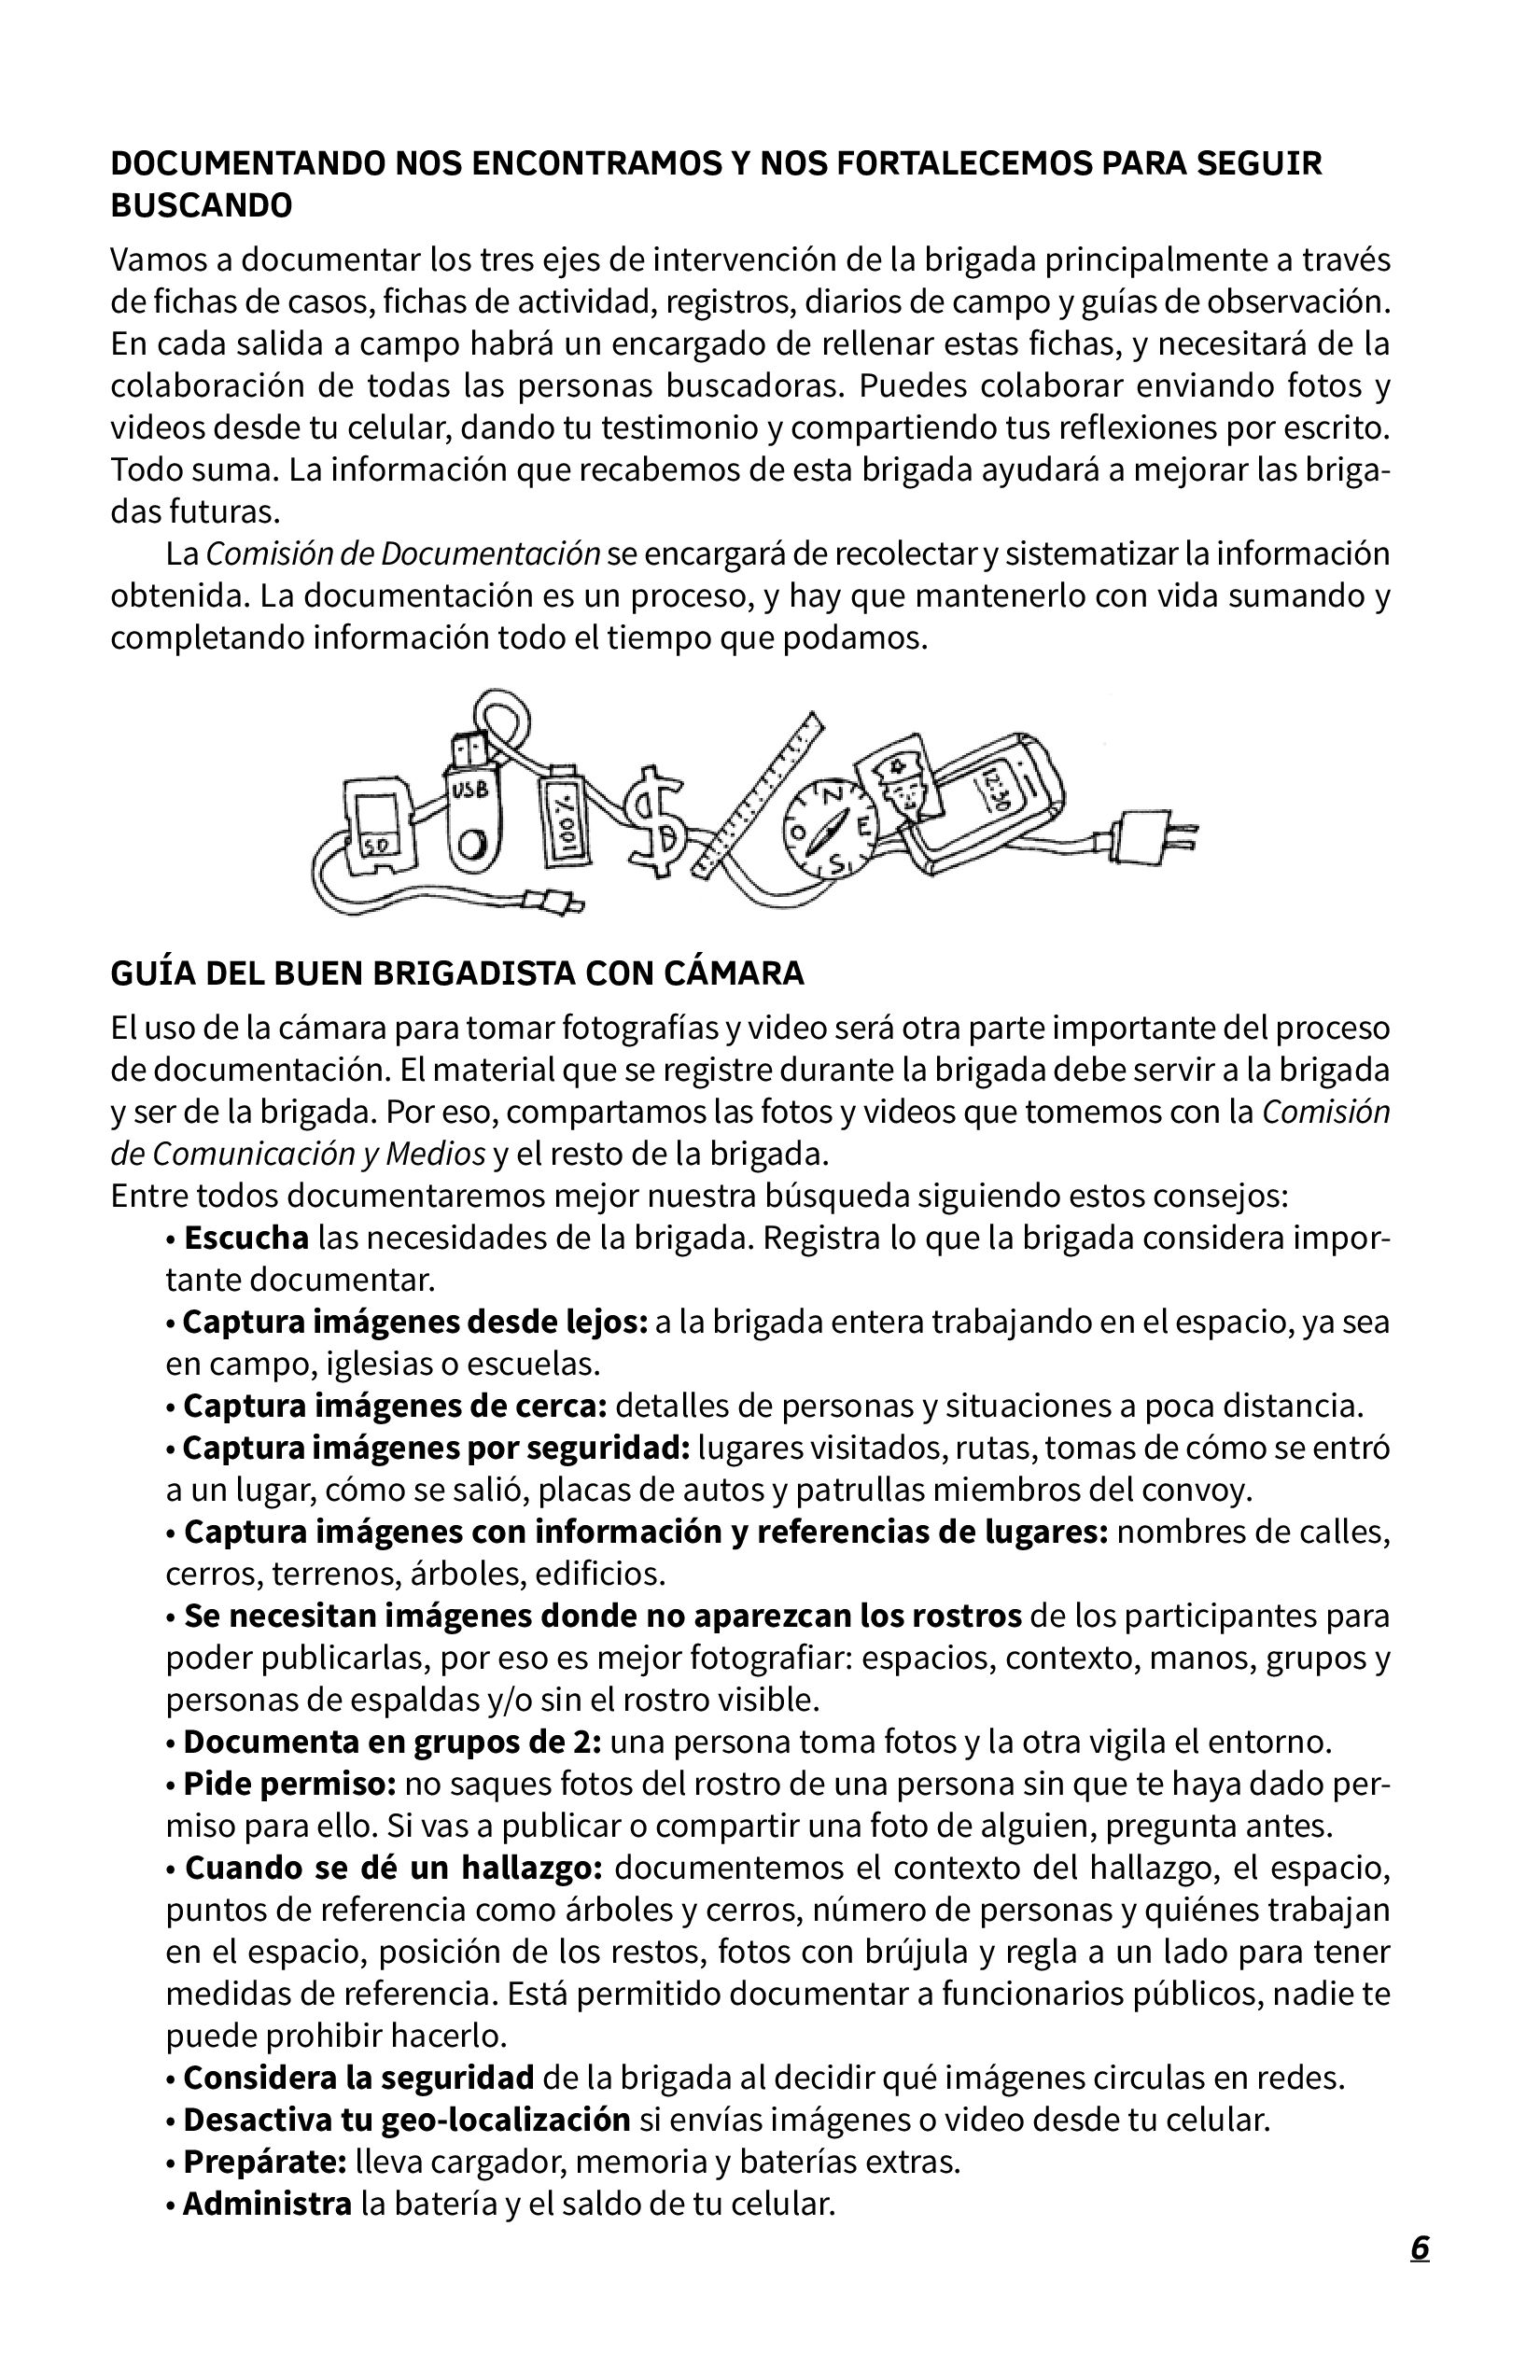 DOCUMENTANDO NOS ENCONTRAMOS Y NOS FORTALECEMOS PARA SEGUIR
BUSCANDO
Vamos a documentar los tres ejes de intervención de la brigada principalmente a través
de fichas de casos, fichas de actividad, registros, diarios de campo y guías de observación.
En cada salida a campo habrá un encargado de rellenar estas fichas, y necesitará de la
colaboración de todas las personas buscadoras. Puedes colaborar enviando fotos y
videos desde tu celular, dando tu testimonio y compartiendo tus reflexiones por escrito.
Todo suma. La información que recabemos de esta brigada ayudará a mejorar las briga-
das futuras.
La Comisión de Documentación se encargará de recolectar y sistematizar la información
obtenida. La documentación es un proceso, y hay que mantenerlo con vida sumando y
completando información todo el tiempo que podamos.
SD
USB
100 %
$
N
E
S
O
12:30
GUÍA DEL BUEN BRIGADISTA CON CÁMARA
El uso de la cámara para tomar fotografías y video será otra parte importante del proceso
de documentación. El material que se registre durante la brigada debe servir a la brigada
y ser de la brigada. Por eso, compartamos las fotos y videos que tomemos con la Comisión
de Comunicación y Medios y el resto de la brigada.
Entre todos documentaremos mejor nuestra búsqueda siguiendo estos consejos:
• Escucha las necesidades de la brigada. Registra lo que la brigada considera impor-
tante documentar.
• Captura imágenes desde lejos: a la brigada entera trabajando en el espacio, ya sea
en campo, iglesias o escuelas.
• Captura imágenes de cerca: detalles de personas y situaciones a poca distancia.
• Captura imágenes por seguridad: lugares visitados, rutas, tomas de cómo se entró
a un lugar, cómo se salió, placas de autos y patrullas miembros del convoy.
• Captura imágenes con información y referencias de lugares: nombres de calles,
cerros, terrenos, árboles, edificios.
• Se necesitan imágenes donde no aparezcan los rostros de los participantes para
poder publicarlas, por eso es mejor fotografiar: espacios, contexto, manos, grupos y
personas de espaldas y/o sin el rostro visible.
• Documenta en grupos de 2: una persona toma fotos y la otra vigila el entorno.
• Pide permiso: no saques fotos del rostro de una persona sin que te haya dado per-
miso para ello. Si vas a publicar o compartir una foto de alguien, pregunta antes.
• Cuando se dé un hallazgo: documentemos el contexto del hallazgo, el espacio,
puntos de referencia como árboles y cerros, número de personas y quiénes trabajan
en el espacio, posición de los restos, fotos con brújula y regla a un lado para tener
medidas de referencia. Está permitido documentar a funcionarios públicos, nadie te
puede prohibir hacerlo.
• Considera la seguridad de la brigada al decidir qué imágenes circulas en redes.
• Desactiva tu geo-localización si envías imágenes o video desde tu celular.
• Prepárate: lleva cargador, memoria y baterías extras.
• Administra la batería y el saldo de tu celular.
6